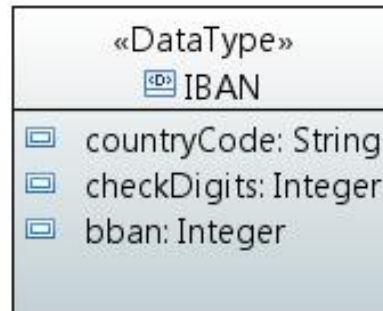 «DataType»
IBAN
countryCode: String
checkDigits: Integer
bban: Integer